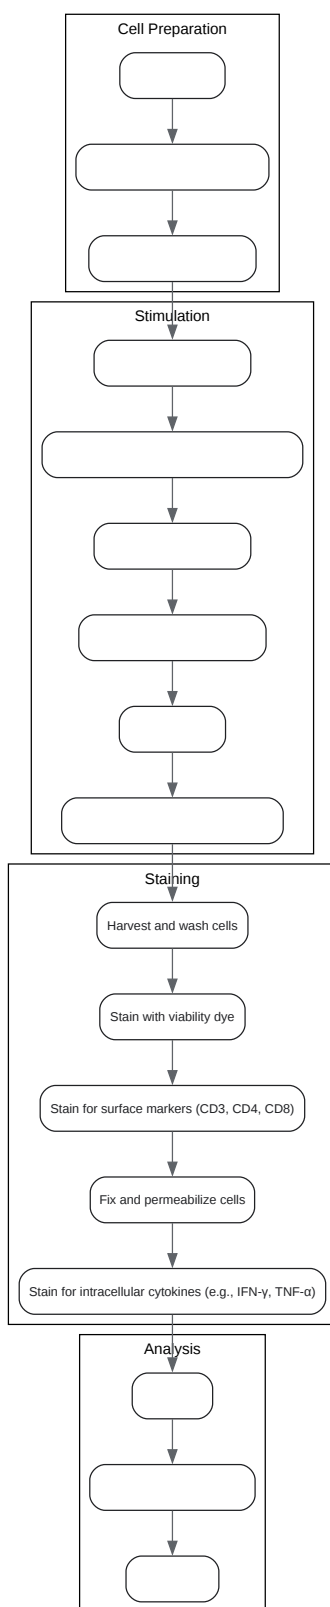 Cell Preparation
Stimulation
Staining
Harvest and wash cells
Stain with viability dye
Stain for surface markers (CD3, CD4, CD8)
Fix and permeabilize cells
Stain for intracellular cytokines (e.g., IFN-γ, TNF-α)
Analysis